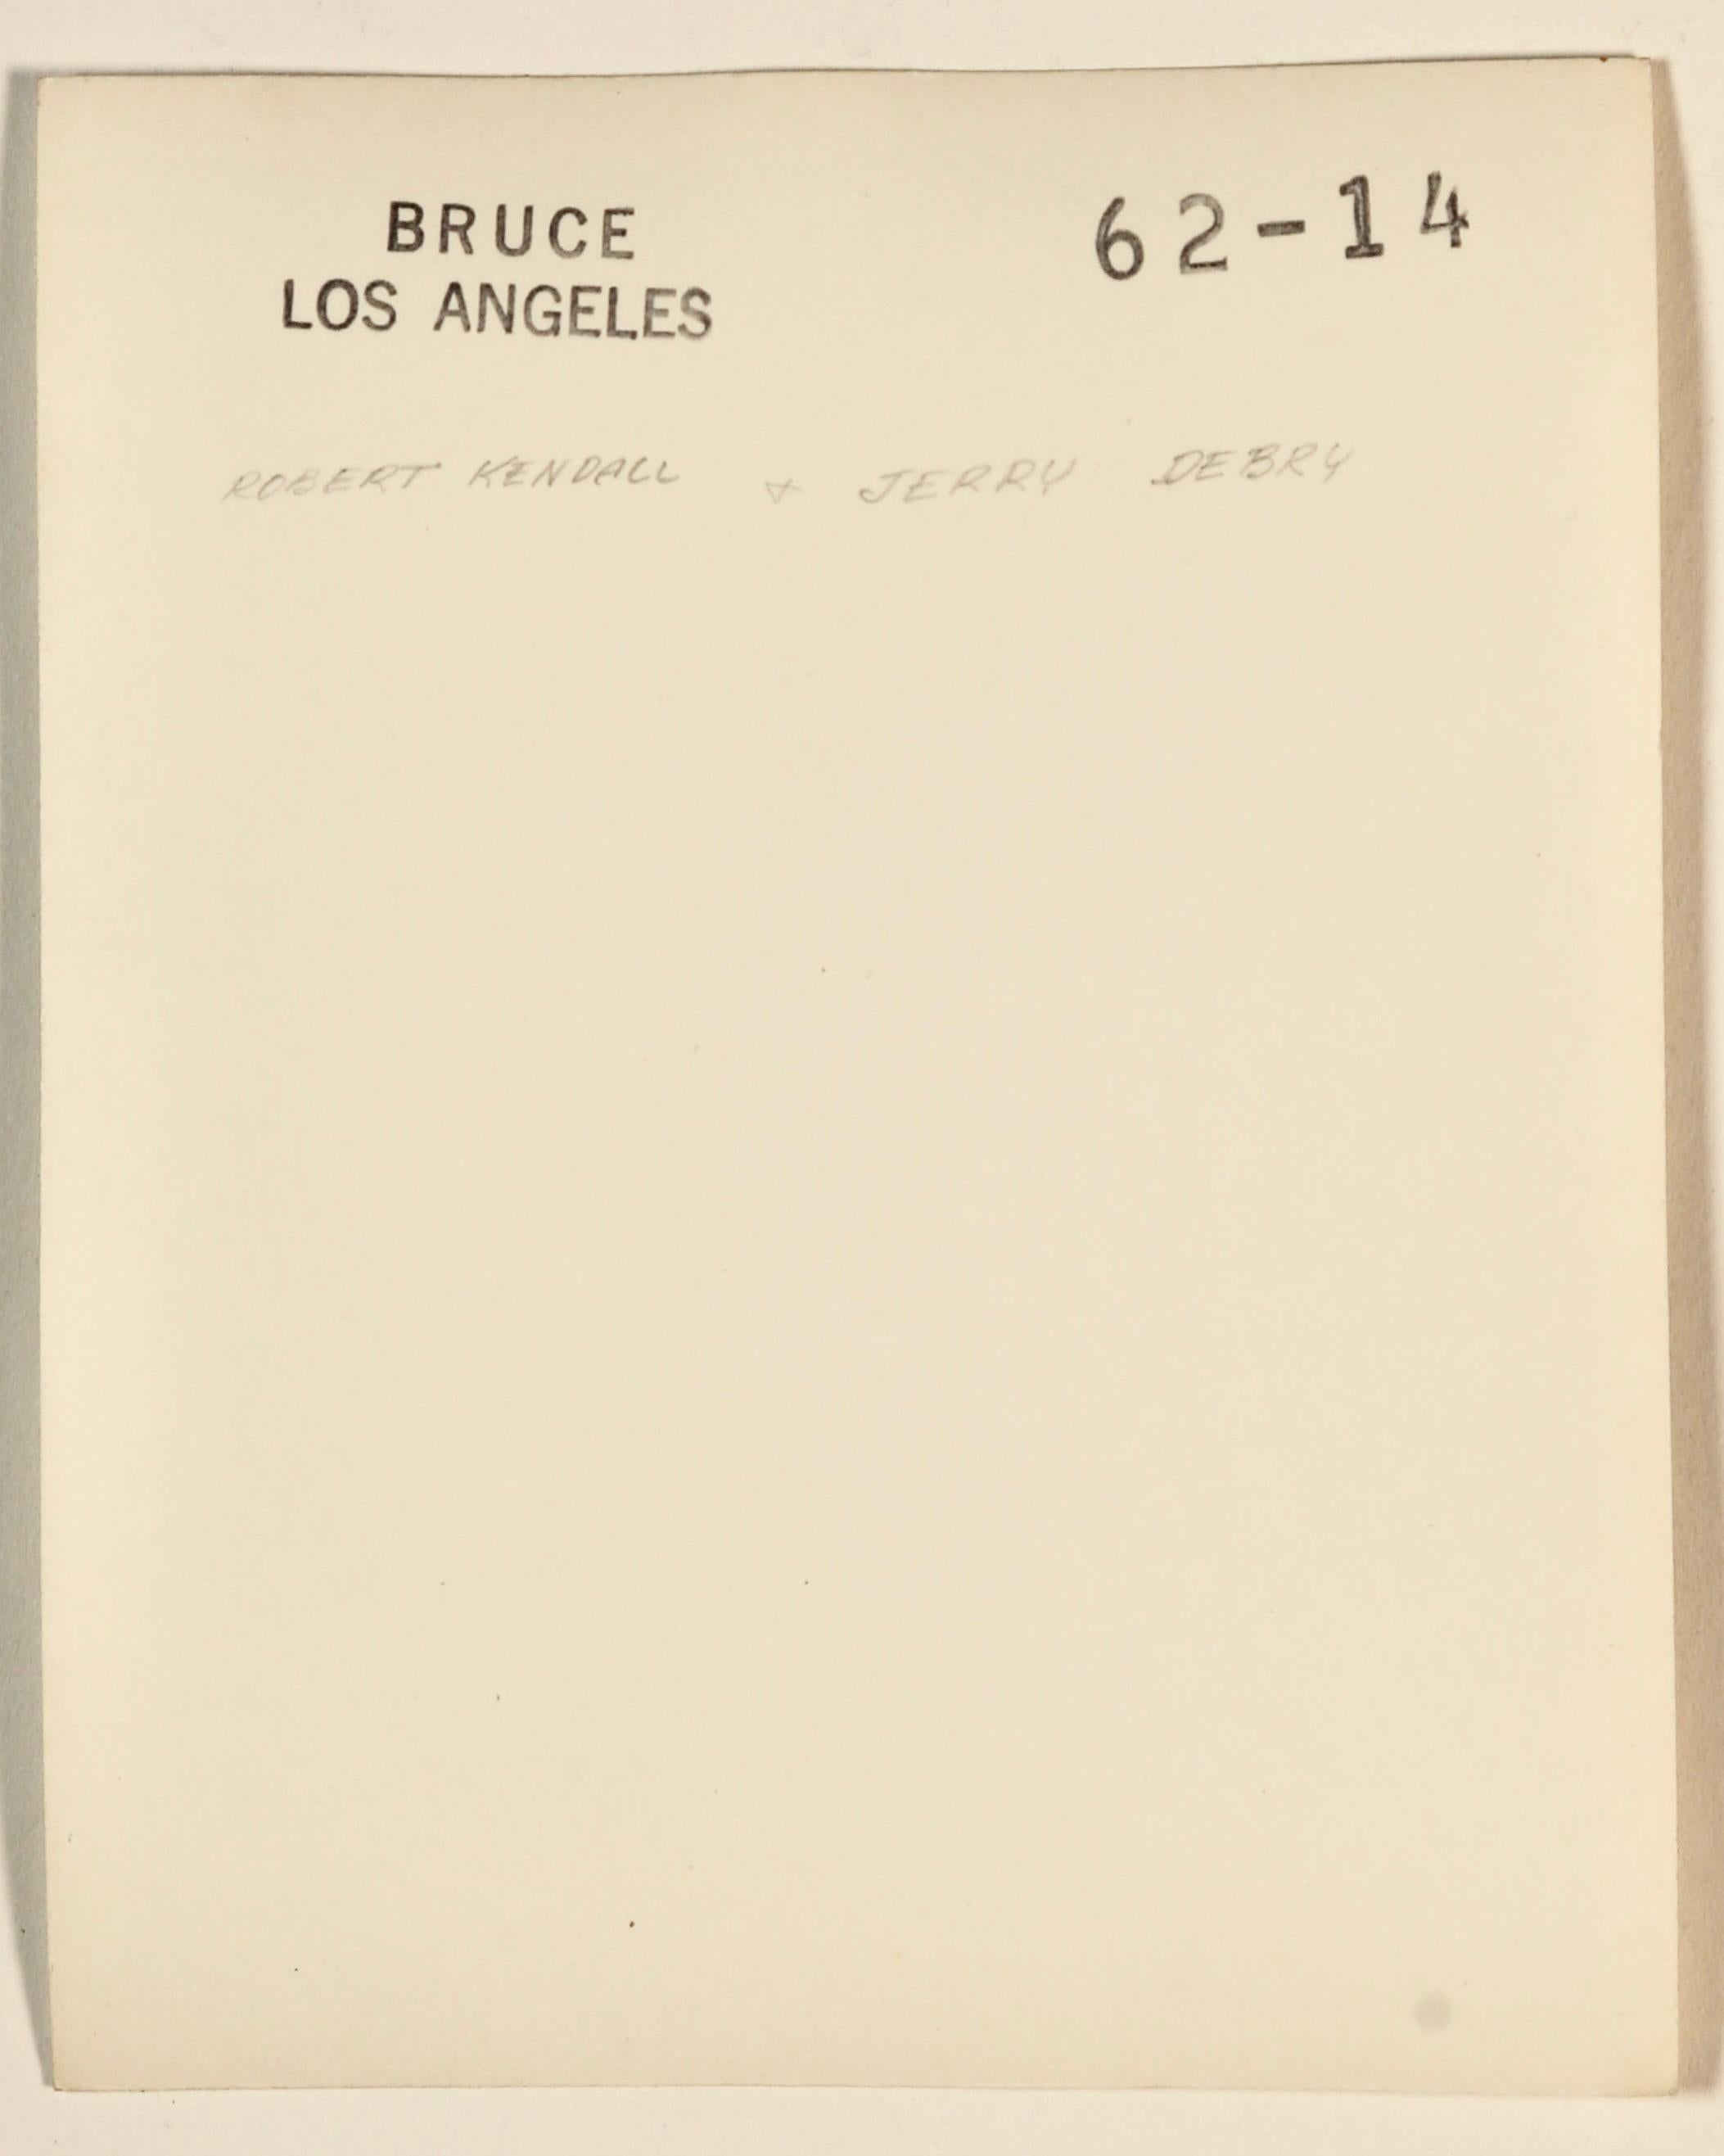 BRUCE
LOS ANGELES
62-14
ROBERT KENDALL & JERRY DEBRY